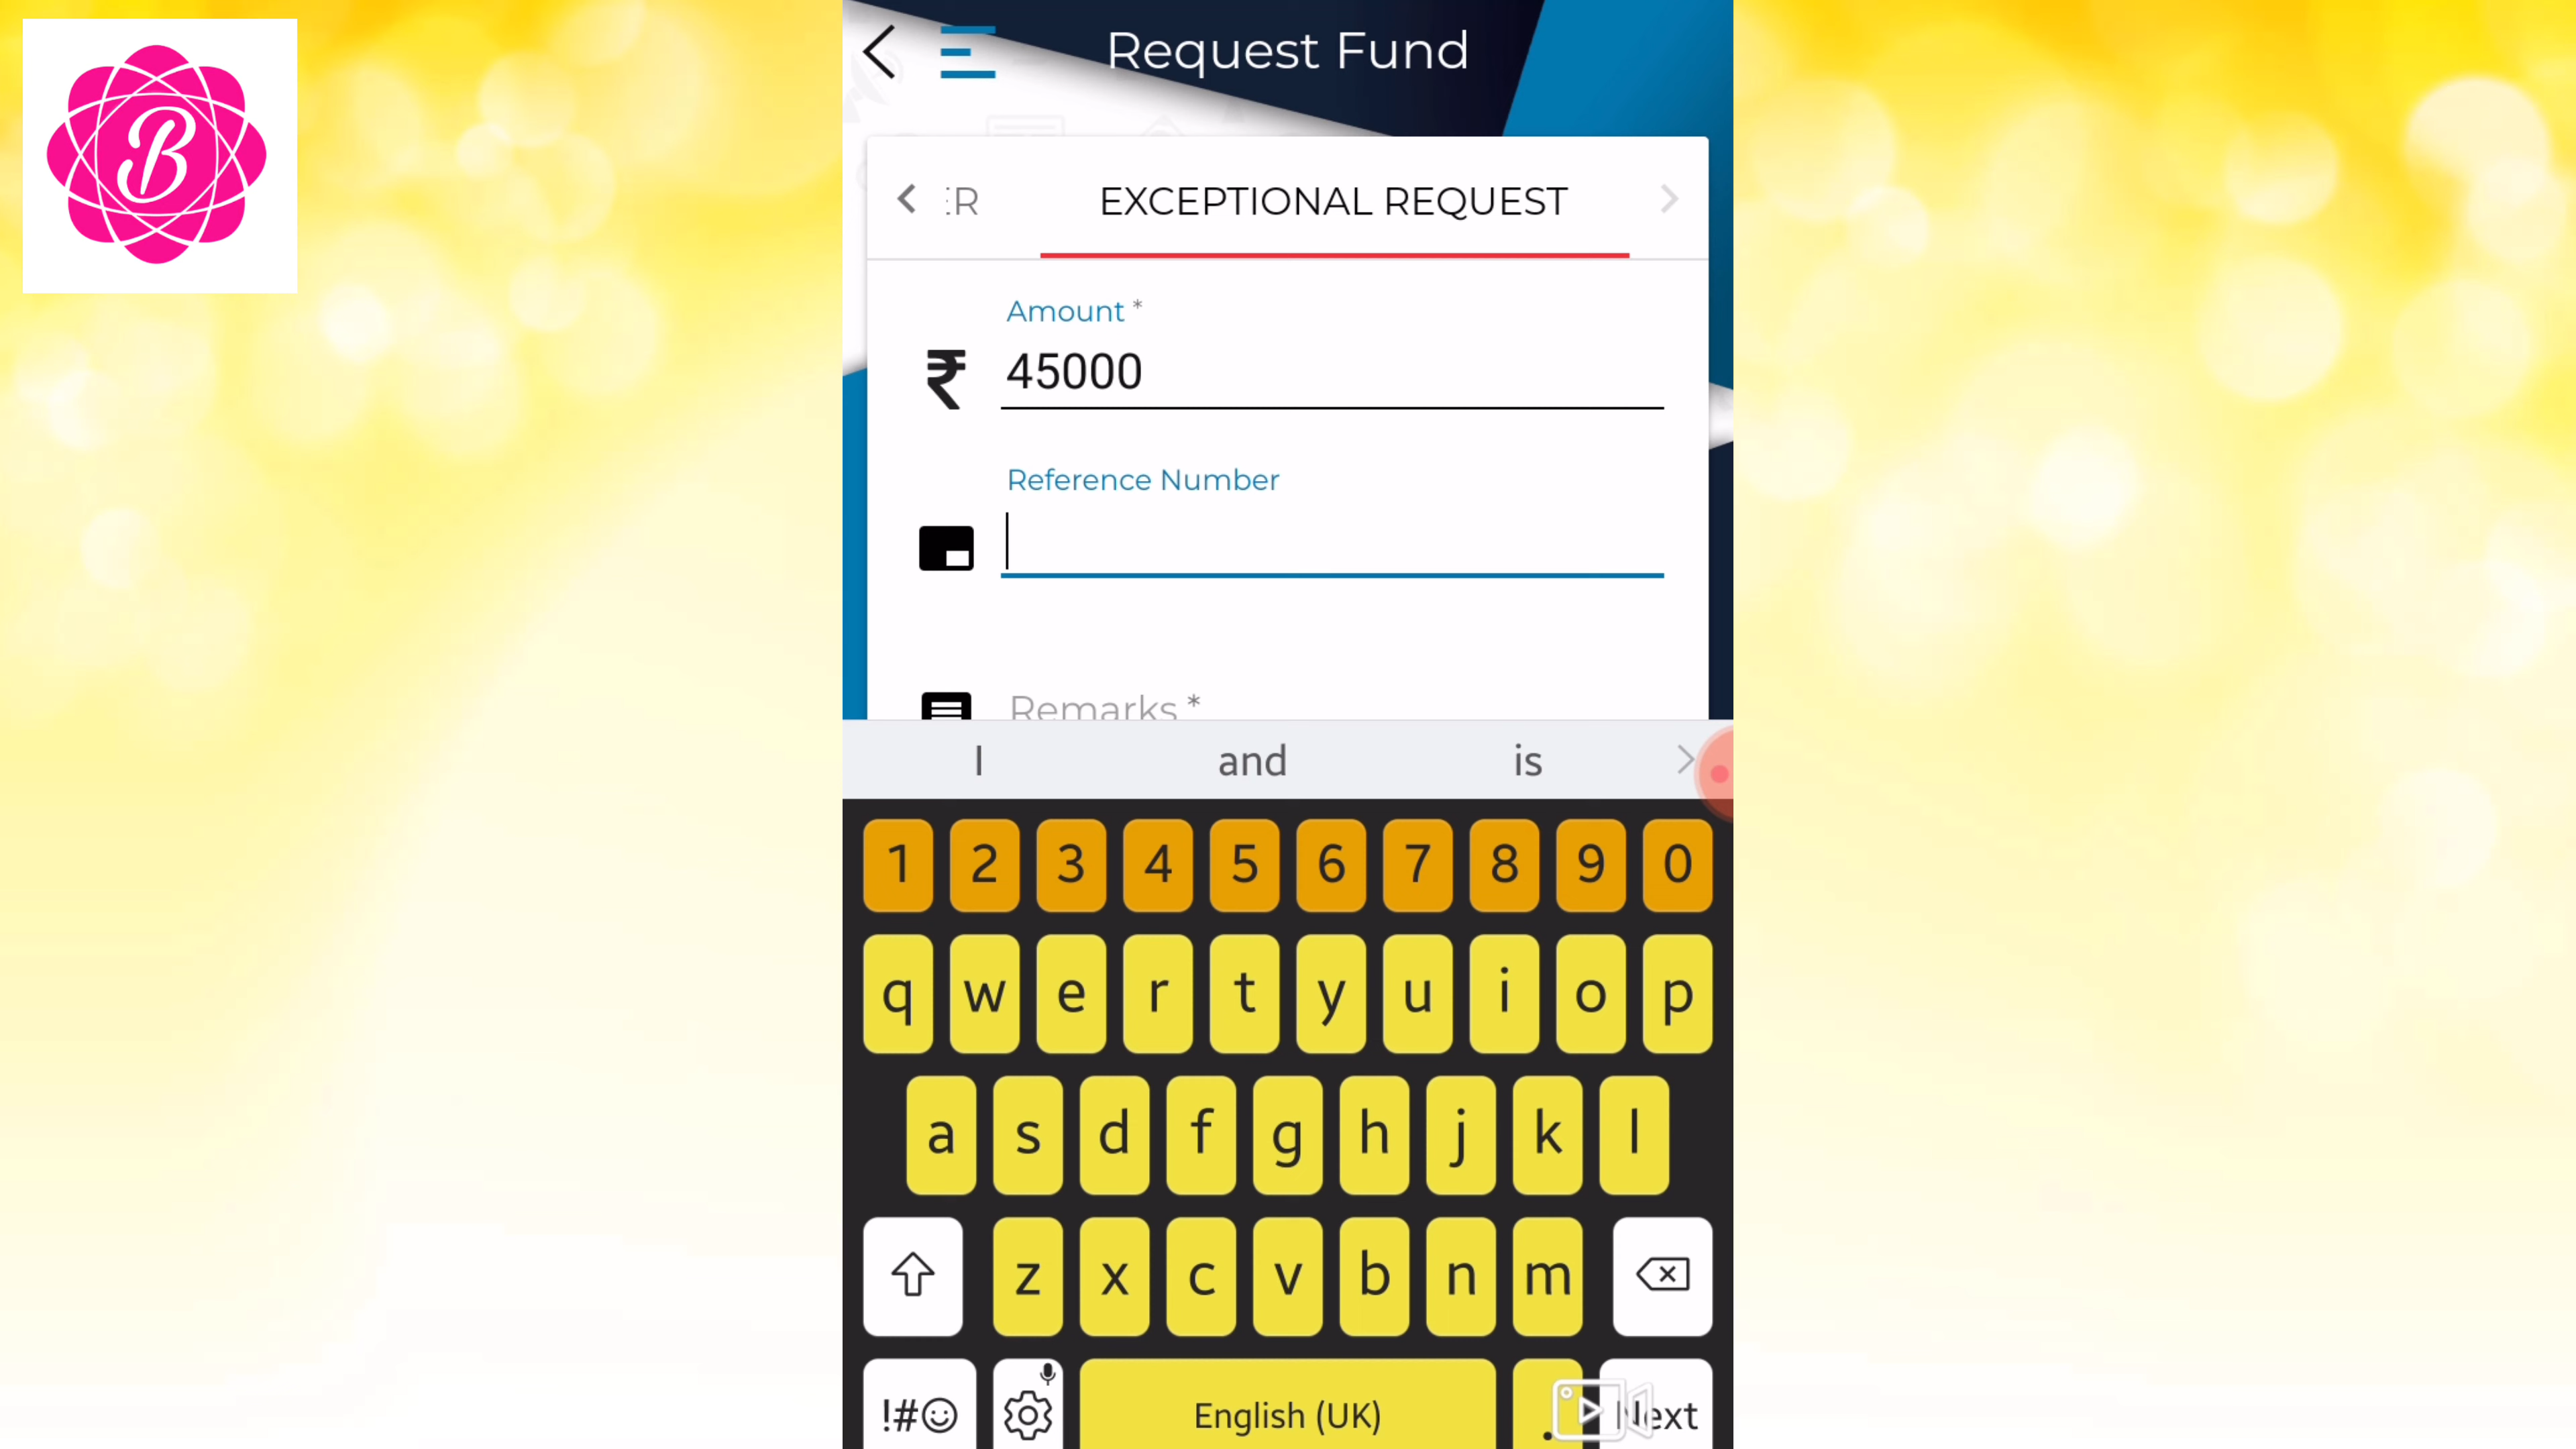 B
Request Fund
ER EXCEPTIONAL REQUEST
Amount *
₹ 45000
Reference Number
Remarks *
I and is
1 2 3 4 5 6 7 8 9 0
q w e r t y u i o p
a s d f g h j k l
z x c v b n m
!#☺ English (UK) . Next